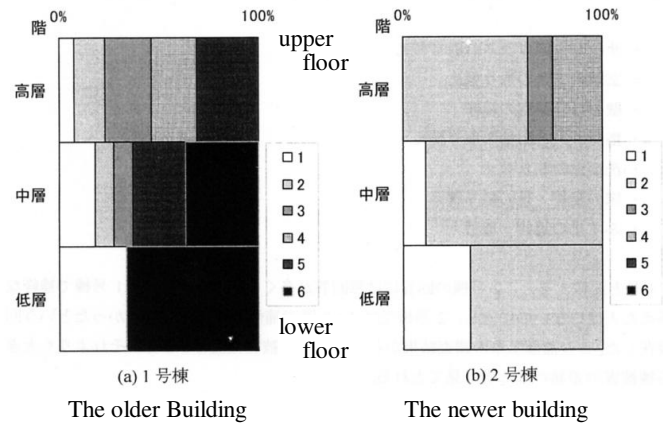 0% 100%
階
upper
floor
高層
中層
低層
lower
floor
1
2
3
4
5
6
(a) 1 号棟
The older Building
0% 100%
階
高層
中層
低層
1
2
3
4
5
6
(b) 2 号棟
The newer building